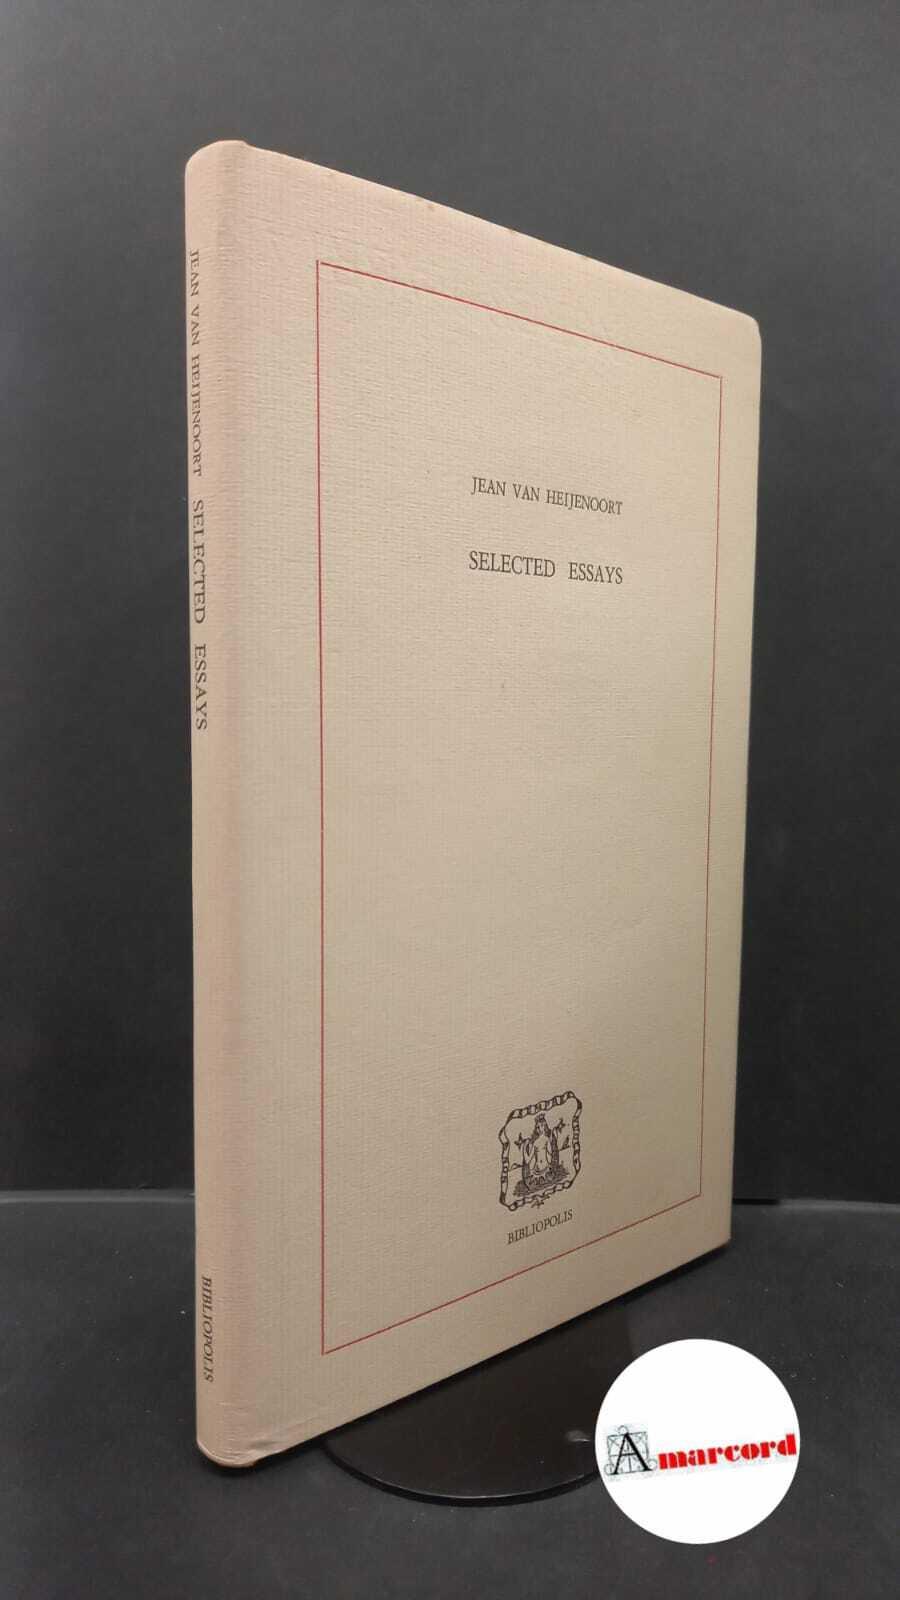 JEAN VAN HEIJENOORT SELECTED ESSAYS
BIBLIOPOLIS
JEAN VAN HEIJENOORT
SELECTED ESSAYS
BIBLIOPOLIS
Amarcord